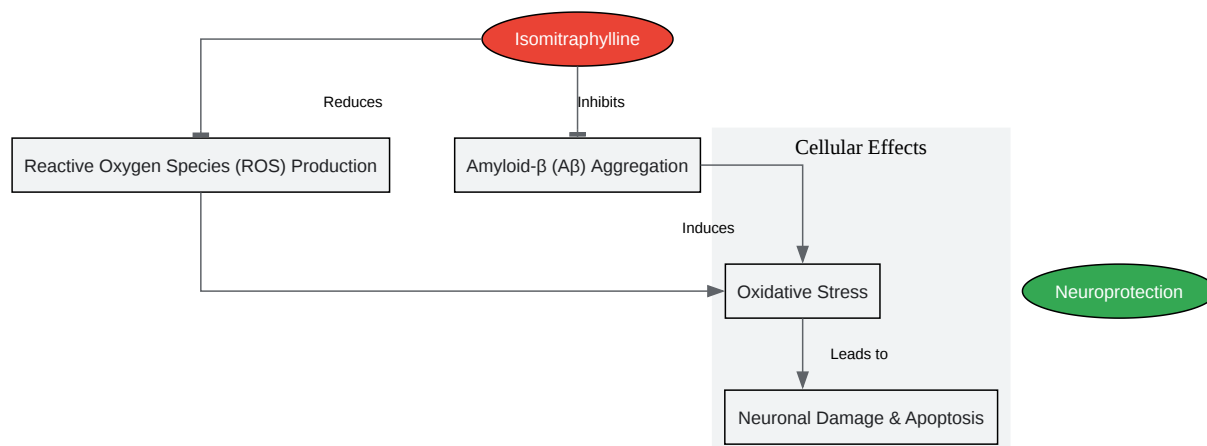 Isomitraphylline
Reduces
Inhibits
Reactive Oxygen Species (ROS) Production
Amyloid-β (Aβ) Aggregation
Cellular Effects
Induces
Oxidative Stress
Neuroprotection
Leads to
Neuronal Damage & Apoptosis